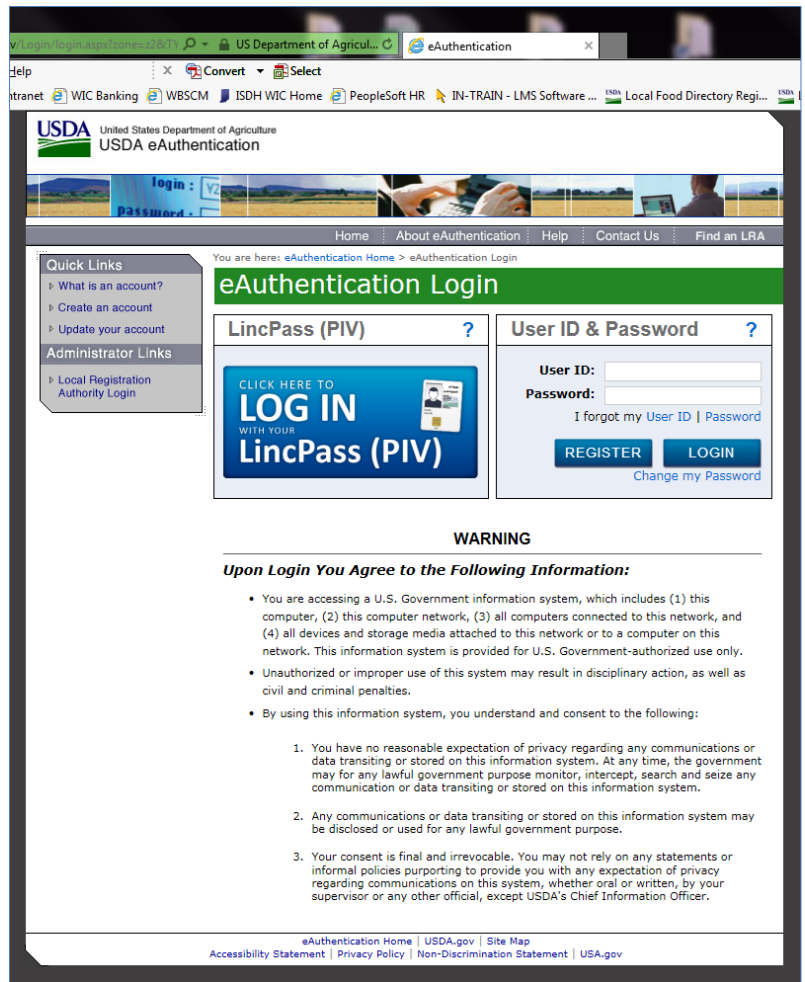 v/Login/login.aspx?zone=z2&TY
US Department of Agricul...
eAuthentication
Help
Convert
Select
ntranet
WIC Banking
WBSCM
ISDH WIC Home
PeopleSoft HR
IN-TRAIN - LMS Software ...
Local Food Directory Regi...
USDA United States Department of Agriculture
USDA eAuthentication
login :
password :
Home About eAuthentication Help Contact Us Find an LRA
Quick Links
What is an account?
Create an account
Update your account
Administrator Links
Local Registration
Authority Login
You are here: eAuthentication Home > eAuthentication Login
eAuthentication Login
LincPass (PIV) ?
CLICK HERE TO
LOG IN
WITH YOUR
LincPass (PIV)
User ID & Password ?
User ID:
Password:
I forgot my User ID | Password
REGISTER LOGIN
Change my Password
WARNING
Upon Login You Agree to the Following Information:
• You are accessing a U.S. Government information system, which includes (1) this
computer, (2) this computer network, (3) all computers connected to this network, and
(4) all devices and storage media attached to this network or to a computer on this
network. This information system is provided for U.S. Government-authorized use only.
• Unauthorized or improper use of this system may result in disciplinary action, as well as
civil and criminal penalties.
• By using this information system, you understand and consent to the following:
1. You have no reasonable expectation of privacy regarding any communications or
data transiting or stored on this information system. At any time, the government
may for any lawful government purpose monitor, intercept, search and seize any
communication or data transiting or stored on this information system.
2. Any communications or data transiting or stored on this information system may
be disclosed or used for any lawful government purpose.
3. Your consent is final and irrevocable. You may not rely on any statements or
informal policies purporting to provide you with any expectation of privacy
regarding communications on this system, whether oral or written, by your
supervisor or any other official, except USDA's Chief Information Officer.
eAuthentication Home | USDA.gov | Site Map
Accessibility Statement | Privacy Policy | Non-Discrimination Statement | USA.gov